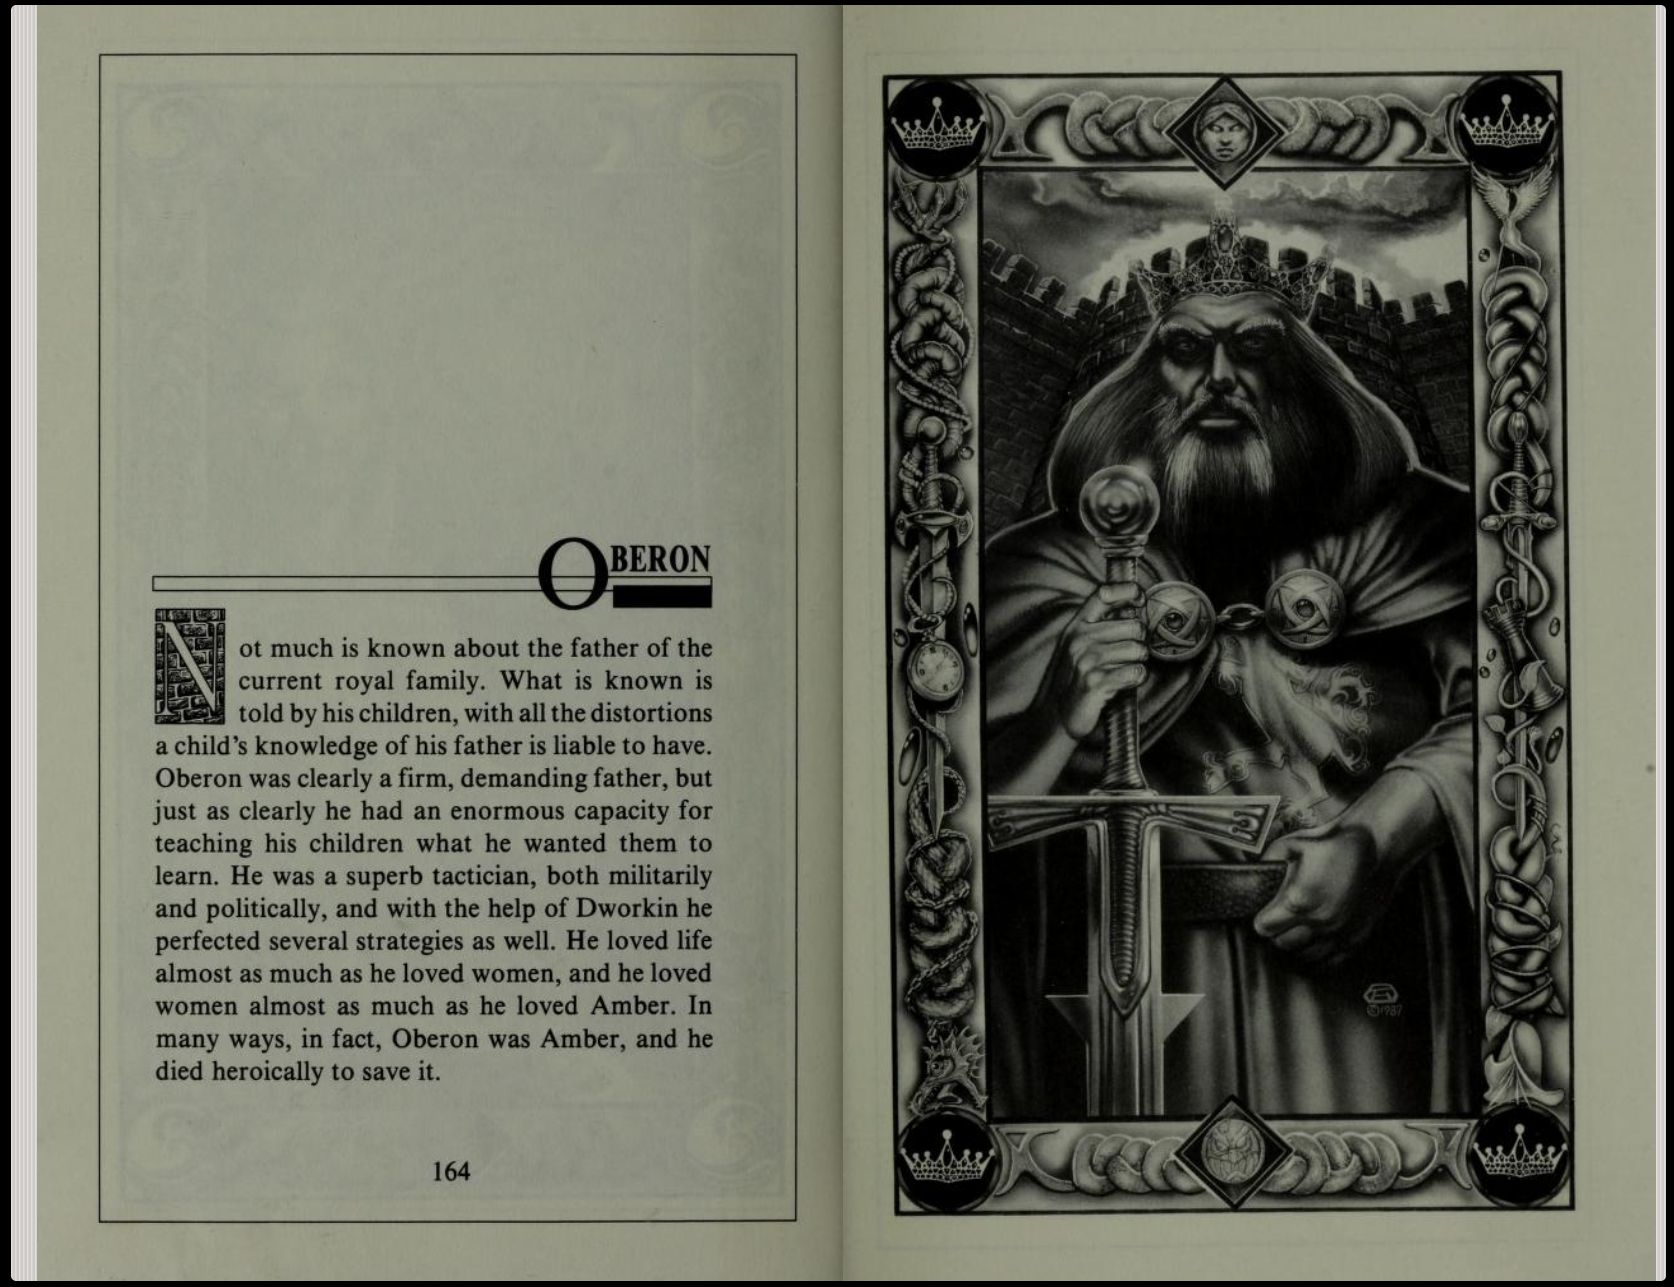 OBERON
Not much is known about the father of the
current royal family. What is known is
told by his children, with all the distortions
a child's knowledge of his father is liable to have.
Oberon was clearly a firm, demanding father, but
just as clearly he had an enormous capacity for
teaching his children what he wanted them to
learn. He was a superb tactician, both militarily
and politically, and with the help of Dworkin he
perfected several strategies as well. He loved life
almost as much as he loved women, and he loved
women almost as much as he loved Amber. In
many ways, in fact, Oberon was Amber, and he
died heroically to save it.
164
©1987